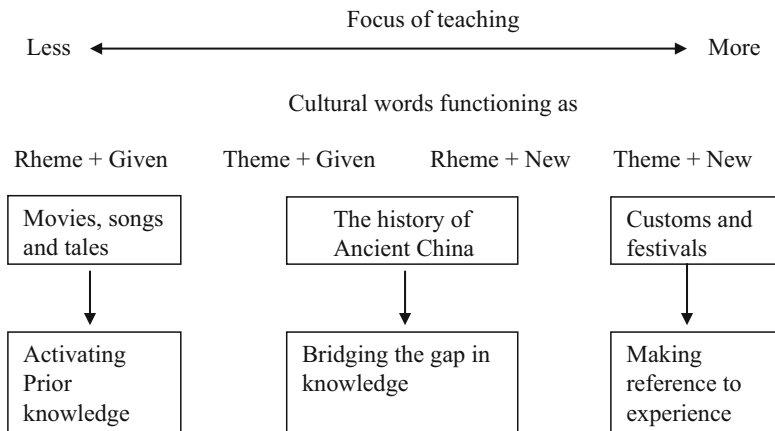 Focus of teaching
Less More
Cultural words functioning as
Rheme + Given Theme + Given Rheme + New Theme + New
Movies, songs
and tales
The history of
Ancient China
Customs and
festivals
Activating
Prior
knowledge
Bridging the gap in
knowledge
Making
reference to
experience